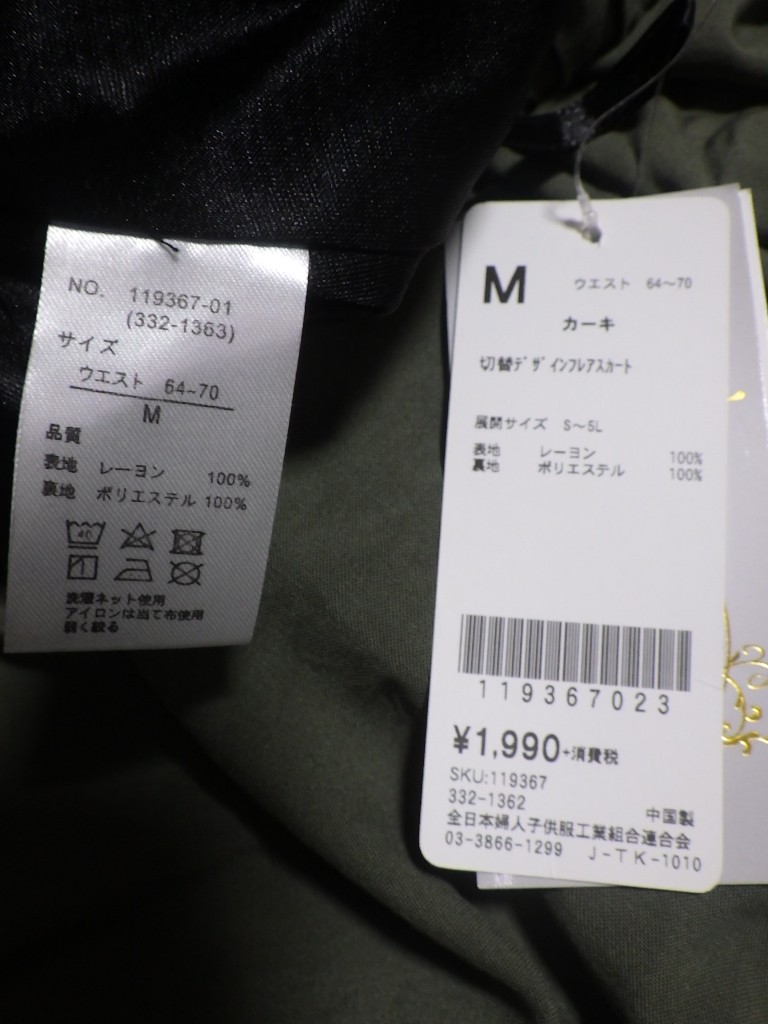 NO. 119367-01
(332-1363)
サイズ
ウエスト 64~70
M
品質
表地 レーヨン 100%
裏地 ポリエステル 100%
40
洗濯ネット使用
アイロンは当て布使用
弱く絞る
M ウエスト 64～70
カーキ
切替ﾃﾞｻﾞｲﾝﾌﾚｱｽｶｰﾄ
展開サイズ S～5L
表地 レーヨン 100%
裏地 ポリエステル 100%
119367023
¥1,990+消費税
SKU:119367
332-1362 中国製
全日本婦人子供服工業組合連合会
03-3866-1299 J-TK-1010